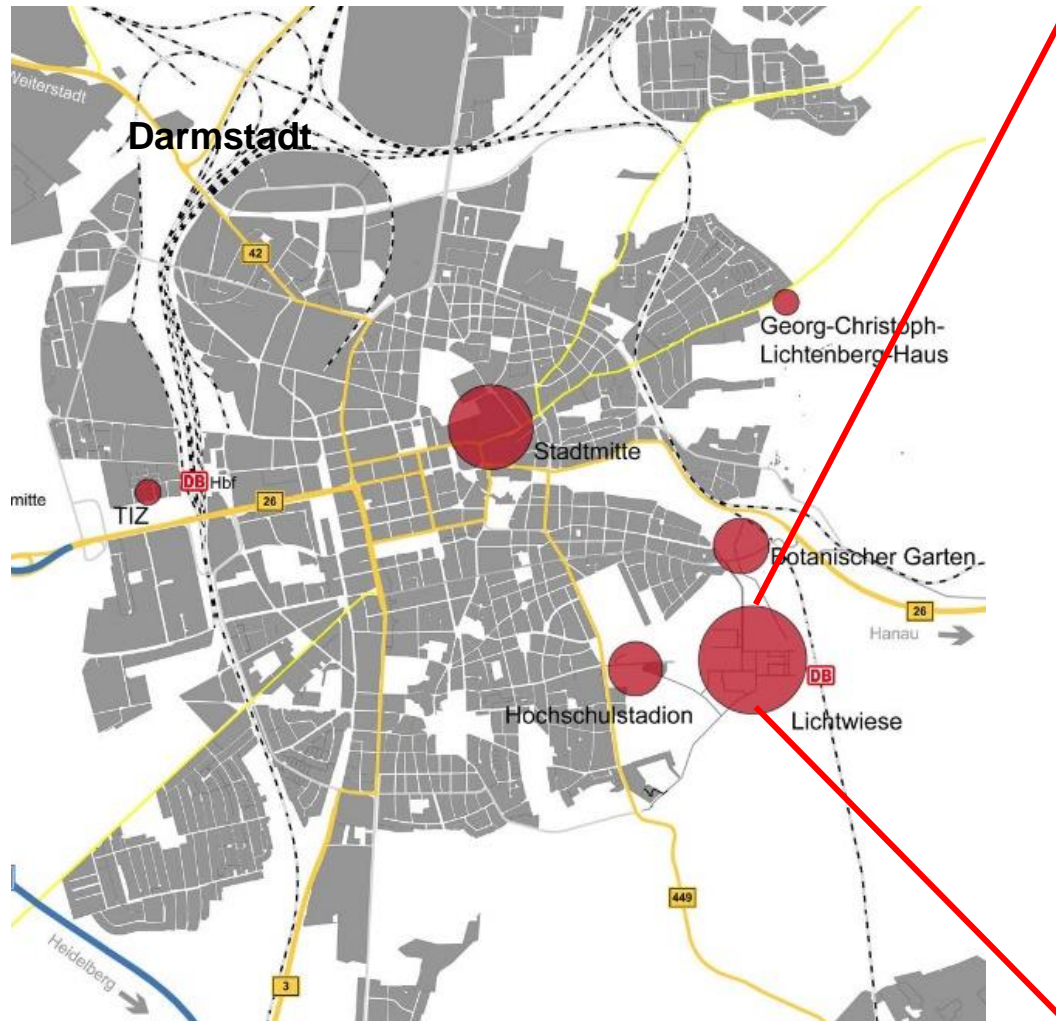 Weiterstadt
Darmstadt
42
Georg-Christoph-
Lichtenberg-Haus
Stadtmitte
DB Hbf
mitte
TIZ
26
Botanischer Garten
26
Hanau
DB
Hochschulstadion
Lichtwiese
449
Heidelberg
3